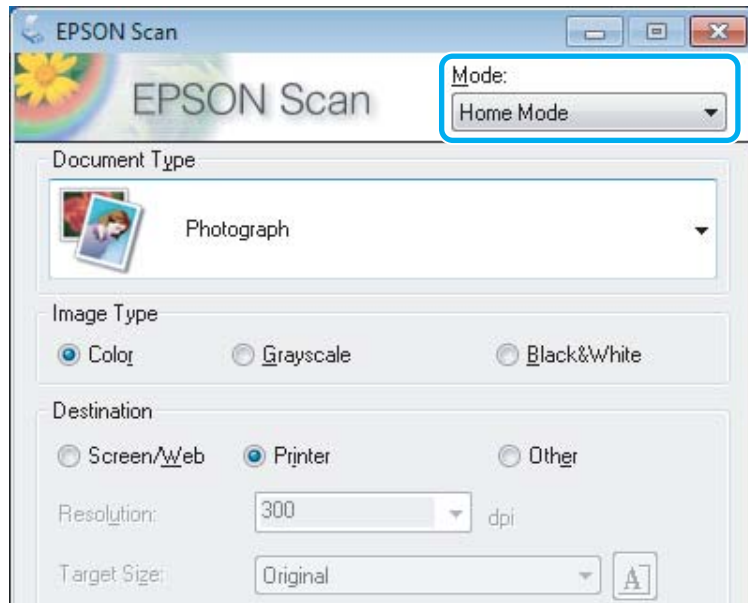 EPSON Scan
EPSON Scan
Mode:
Home Mode
Document Type
Photograph
Image Type
Color Grayscale Black&White
Destination
Screen/Web Printer Other
Resolution: 300 dpi
Target Size: Original A